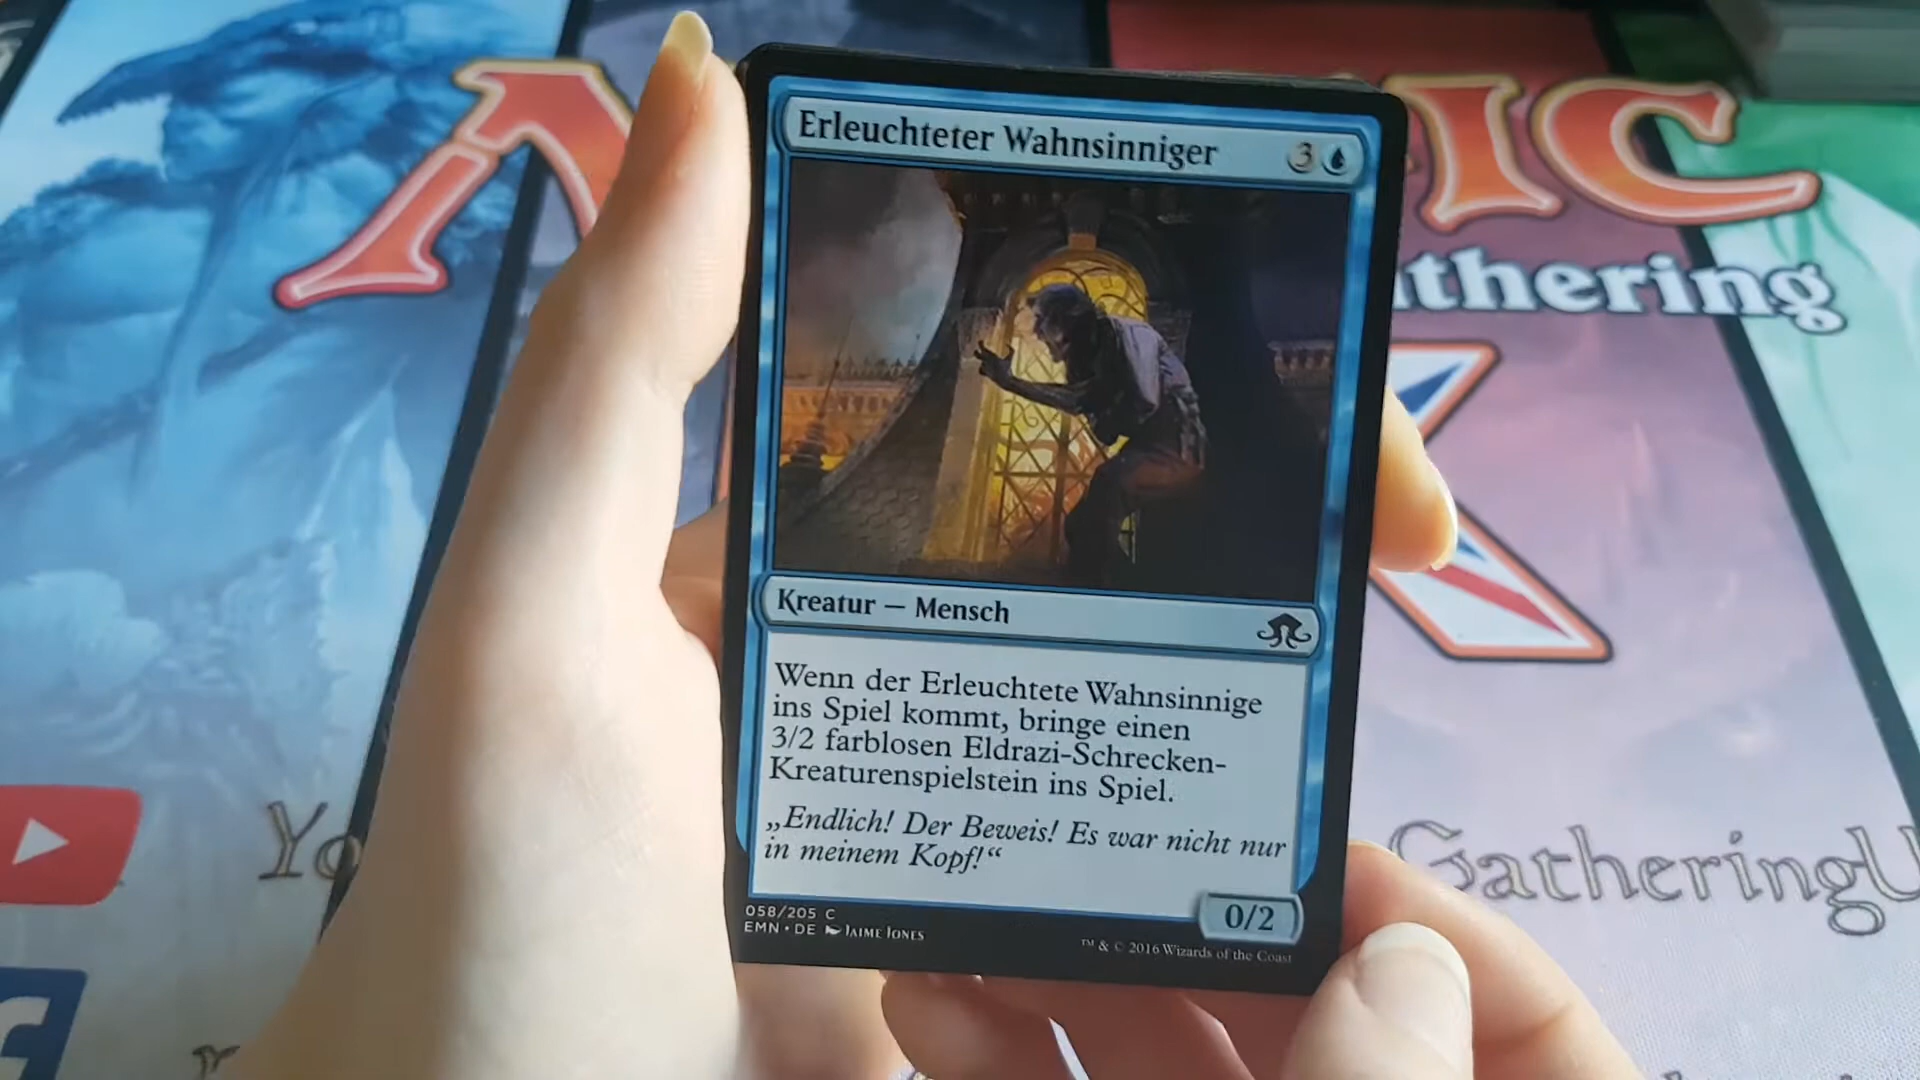 Erleuchteter Wahnsinniger 3
Kreatur – Mensch
Wenn der Erleuchtete Wahnsinnige
ins Spiel kommt, bringe einen
3/2 farblosen Eldrazi-Schrecken-
Kreaturenspielstein ins Spiel.
„Endlich! Der Beweis! Es war nicht nur
in meinem Kopf!“
0/2
058/205 C
EMN • DE JAIME JONES
™ & © 2016 Wizards of the Coast
athering
GatheringU
Yo